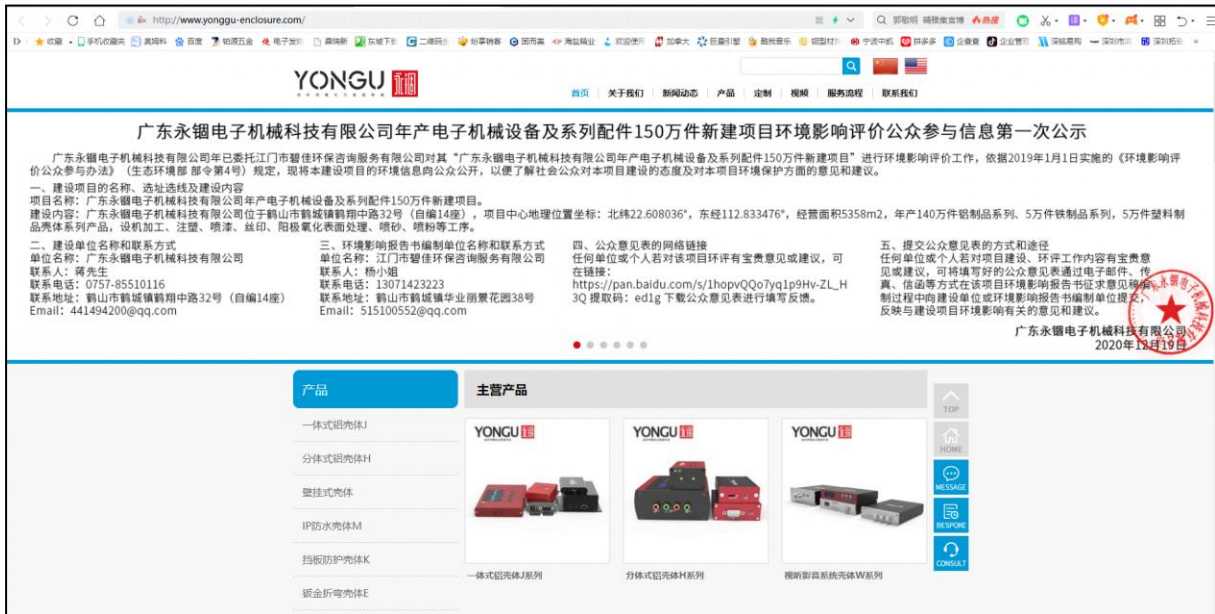 http://www.yonggu-enclosure.com/
YONGU 永锢
首页 关于我们 新闻动态 产品 定制 视频 服务流程 联系我们
广东永锢电子机械科技有限公司年产电子机械设备及系列配件150万件新建项目环境影响评价公众参与信息第一次公示
广东永锢电子机械科技有限公司年已委托江门市碧佳环保咨询服务有限公司对其“广东永锢电子机械科技有限公司年产电子机械设备及系列配件150万件新建项目”进行环境影响评价工作，依据2019年1月1日实施的《环境影响评
价公众参与办法》（生态环境部 部令第4号）规定，现将本建设项目的环境信息向公众公开，以便了解社会公众对本项目建设的态度及对本项目环境保护方面的意见和建议。
一、建设项目的名称、选址选线及建设内容
项目名称：广东永锢电子机械科技有限公司年产电子机械设备及系列配件150万件新建项目。
建设内容：广东永锢电子机械科技有限公司位于鹤山市鹤城镇鹤翔中路32号（自编14座），项目中心地理位置坐标：北纬22.608036°，东经112.833476°，经营面积5358m2，年产140万件铝制品系列、5万件铁制品系列，5万件塑料制
品壳体系列产品，设机加工、注塑、喷漆、丝印、阳极氧化表面处理、喷砂、喷粉等工序。
二、建设单位名称和联系方式
单位名称：广东永锢电子机械科技有限公司
联系人：蒋先生
联系电话：0757-85510116
联系地址：鹤山市鹤城镇鹤翔中路32号（自编14座）
Email：441494200@qq.com
三、环境影响报告书编制单位名称和联系方式
单位名称：江门市碧佳环保咨询服务有限公司
联系人：杨小姐
联系电话：13071423223
联系地址：鹤山市鹤城镇华业丽景花园38号
Email：515100552@qq.com
四、公众意见表的网络链接
任何单位或个人若对该项目环评有宝贵意见或建议，可
在链接：
https://pan.baidu.com/s/1hopvQQo7yq1p9Hv-ZL_H
3Q 提取码：ed1g 下载公众意见表进行填写反馈。
五、提交公众意见表的方式和途径
任何单位或个人若对项目建设、环评工作内容有宝贵意
见或建议，可将填写好的公众意见表通过电子邮件、传
真、信函等方式在该项目环境影响报告书征求意见稿编
制过程中向建设单位或环境影响报告书编制单位提交，
反映与建设项目环境影响有关的意见和建议。
广东永锢电子机械科技有限公司
2020年12月19日
产品
一体式铝壳体J
分体式铝壳体H
壁挂式壳体
IP防水壳体M
挡板防护壳体K
钣金折弯壳体E
主营产品
YONGU 永锢
YONGU 永锢
YONGU 永锢
一体式铝壳体J系列
分体式铝壳体H系列
视听影音系统壳体W系列
TOP
HOME
MESSAGE
BESPOKE
CONSULT